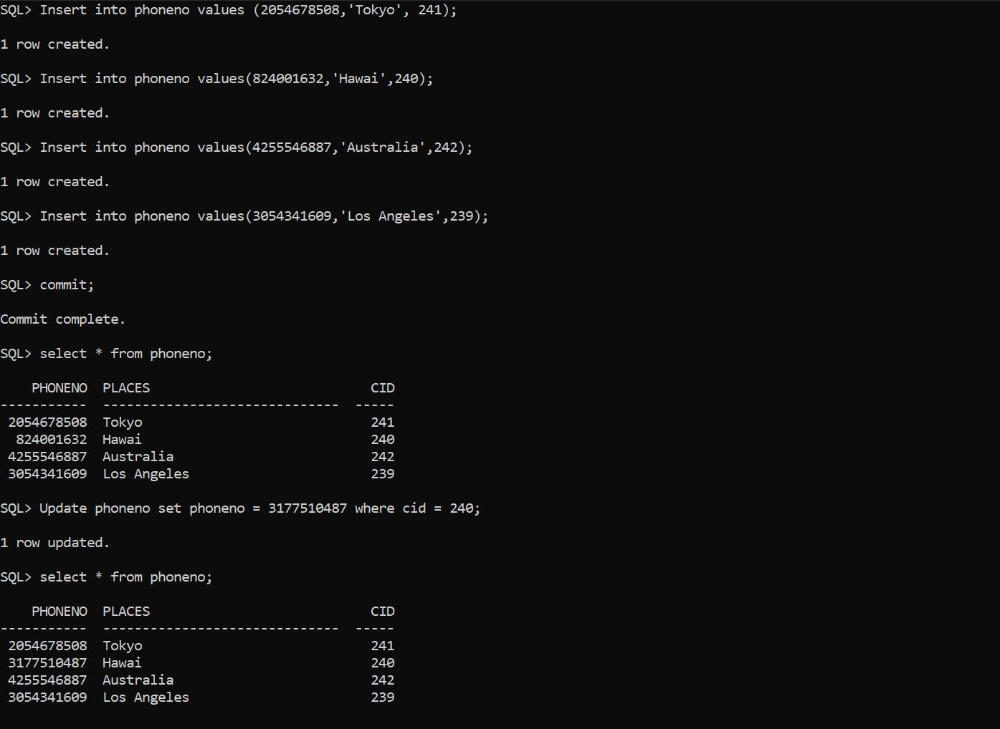 SQL> Insert into phoneno values (2054678508,'Tokyo', 241);
1 row created.
SQL> Insert into phoneno values(824001632,'Hawai',240);
1 row created.
SQL> Insert into phoneno values(4255546887,'Australia',242);
1 row created.
SQL> Insert into phoneno values(3054341609,'Los Angeles',239);
1 row created.
SQL> commit;
Commit complete.
SQL> select * from phoneno;
    PHONENO  PLACES                            CID
-----------  ------------------------------  -----
 2054678508  Tokyo                             241
  824001632  Hawai                             240
 4255546887  Australia                         242
 3054341609  Los Angeles                       239
SQL> Update phoneno set phoneno = 3177510487 where cid = 240;
1 row updated.
SQL> select * from phoneno;
    PHONENO  PLACES                            CID
-----------  ------------------------------  -----
 2054678508  Tokyo                             241
 3177510487  Hawai                             240
 4255546887  Australia                         242
 3054341609  Los Angeles                       239